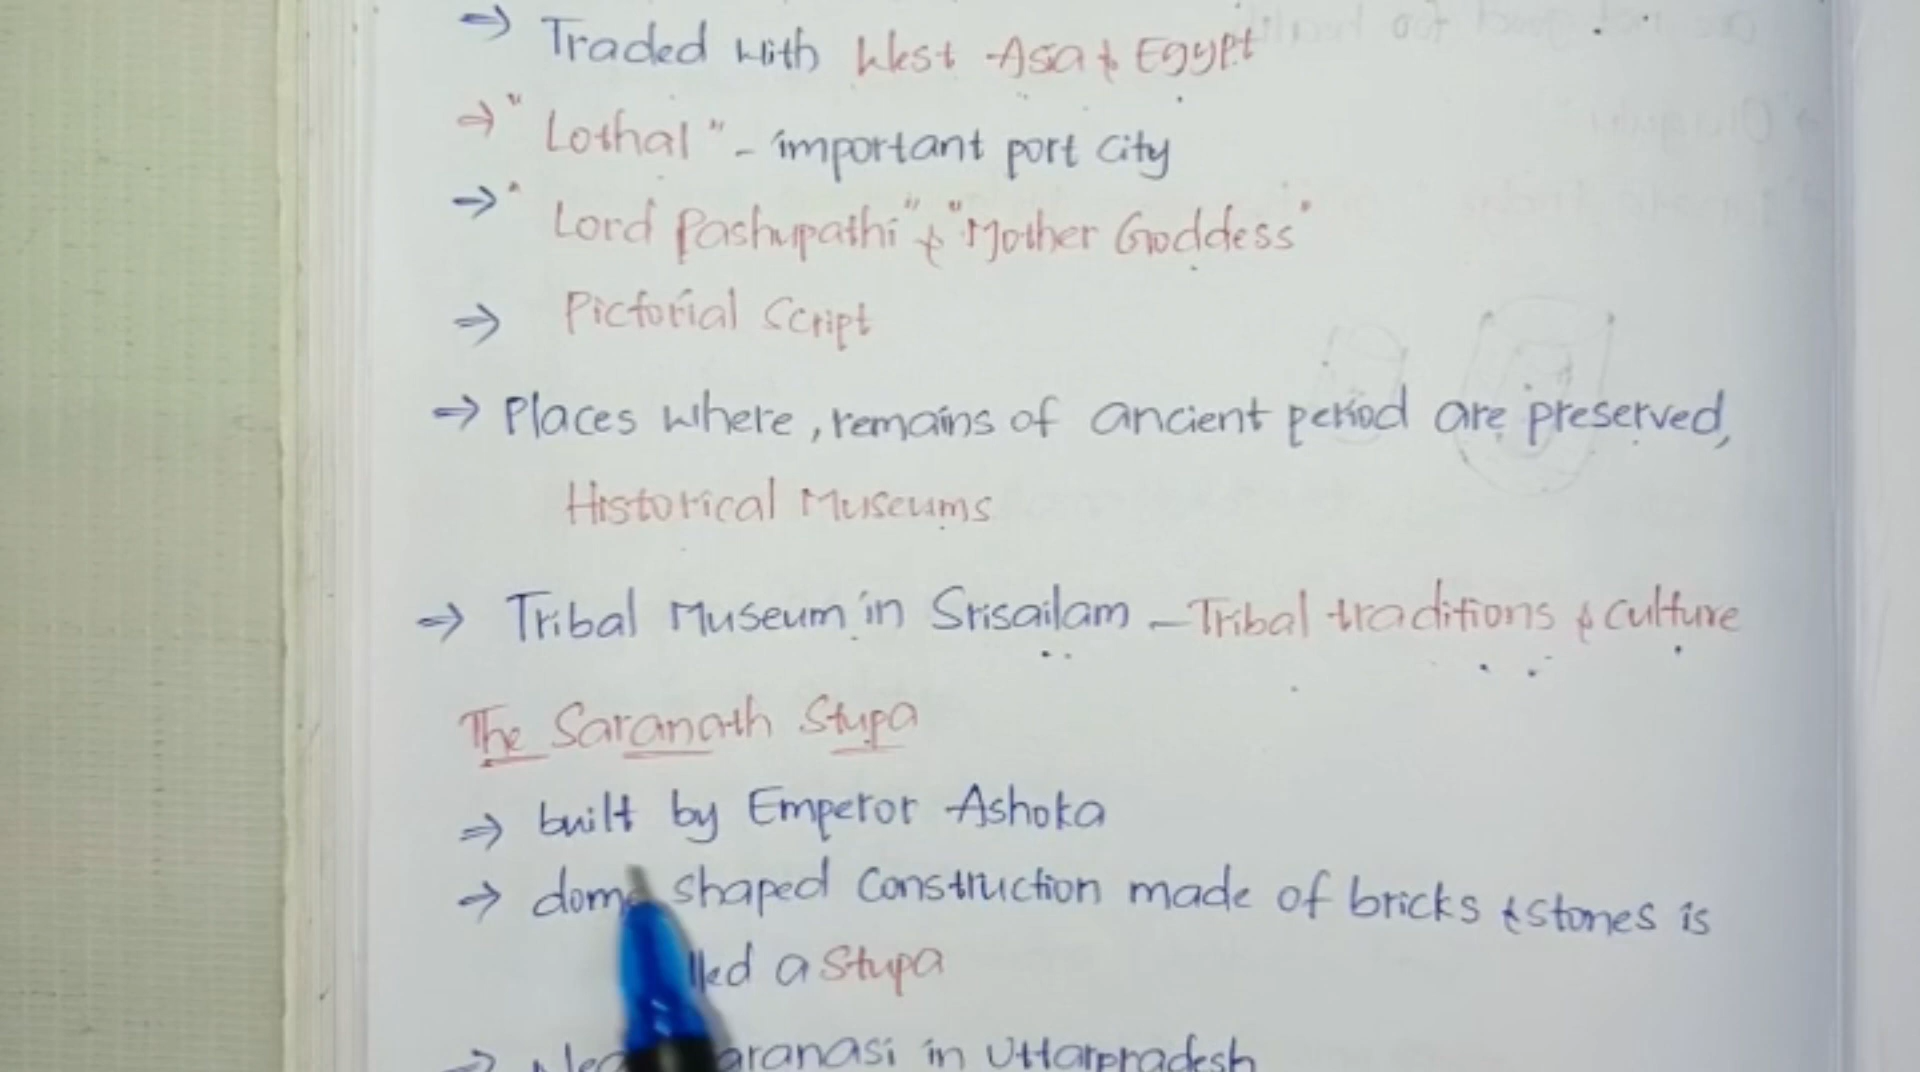 ⇒ Traded with West Asa & Egypt
⇒ "Lothal" - important port city
⇒ "Lord Pashupathi" & "Mother Goddess"
⇒ Pictorial Script
⇒ Places where, remains of ancient period are preserved,
Historical Museums
⇒ Tribal Museum in Srisailam - Tribal traditions & culture
The Saranath Stupa
⇒ built by Emperor Ashoka
⇒ dome shaped construction made of bricks & stones is
a Stupa
in Uttarpradesh